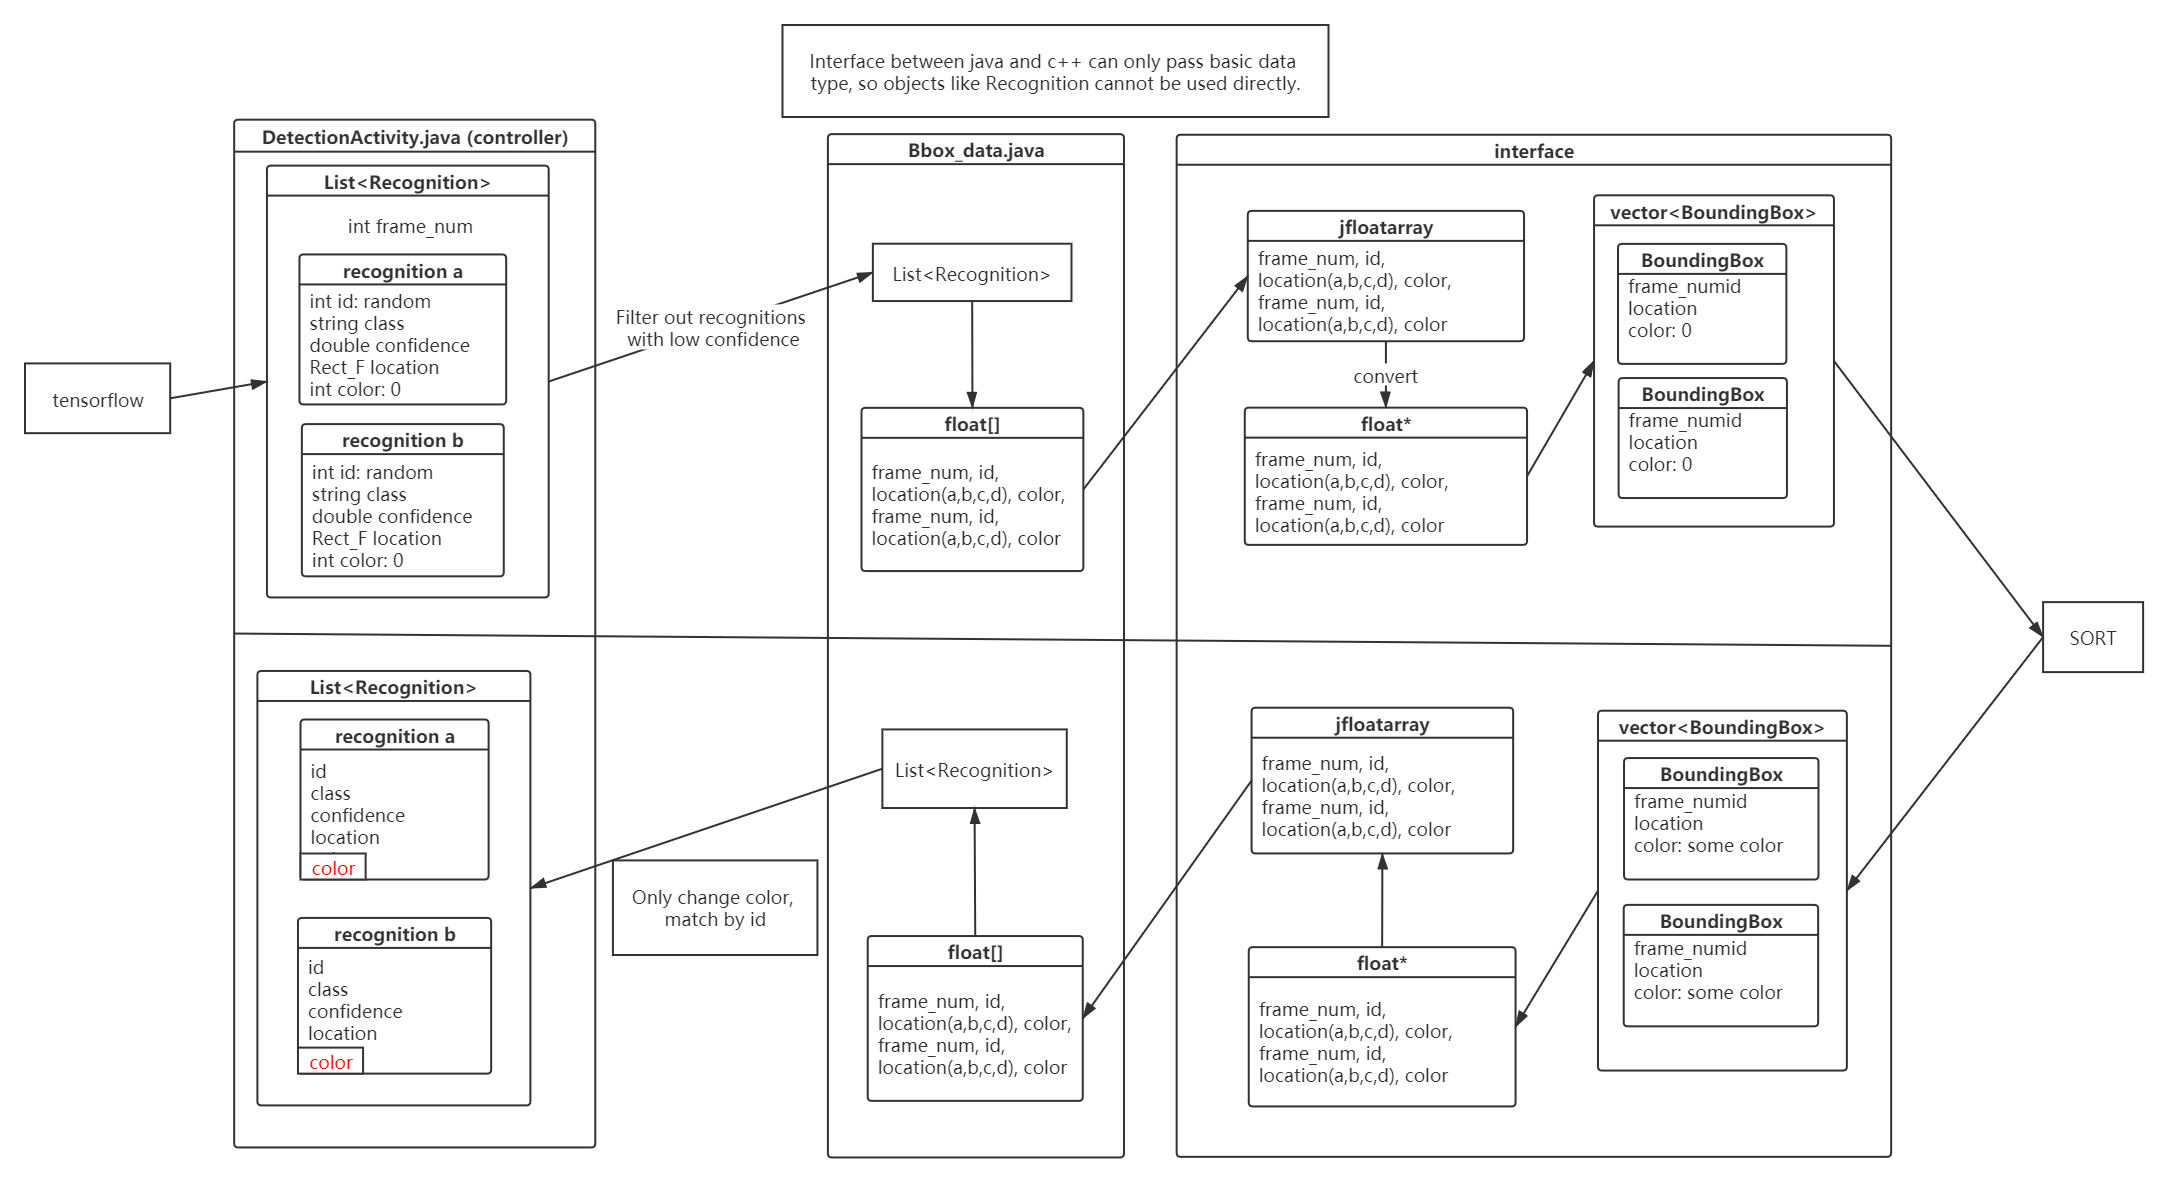 Interface between java and c++ can only pass basic data
type, so objects like Recognition cannot be used directly.
DetectionActivity.java (controller)
List<Recognition>
int frame_num
recognition a
int id: random
string class
double confidence
Rect_F location
int color: 0
recognition b
int id: random
string class
double confidence
Rect_F location
int color: 0
tensorflow
Filter out recognitions
with low confidence
Bbox_data.java
List<Recognition>
float[]
frame_num, id,
location(a,b,c,d), color,
frame_num, id,
location(a,b,c,d), color
interface
jfloatarray
frame_num, id,
location(a,b,c,d), color,
frame_num, id,
location(a,b,c,d), color
convert
float*
frame_num, id,
location(a,b,c,d), color,
frame_num, id,
location(a,b,c,d), color
vector<BoundingBox>
BoundingBox
frame_numid
location
color: 0
BoundingBox
frame_numid
location
color: 0
SORT
vector<BoundingBox>
BoundingBox
frame_numid
location
color: some color
BoundingBox
frame_numid
location
color: some color
jfloatarray
frame_num, id,
location(a,b,c,d), color,
frame_num, id,
location(a,b,c,d), color
float*
frame_num, id,
location(a,b,c,d), color,
frame_num, id,
location(a,b,c,d), color
List<Recognition>
float[]
frame_num, id,
location(a,b,c,d), color,
frame_num, id,
location(a,b,c,d), color
Only change color,
match by id
List<Recognition>
recognition a
id
class
confidence
location
color
recognition b
id
class
confidence
location
color